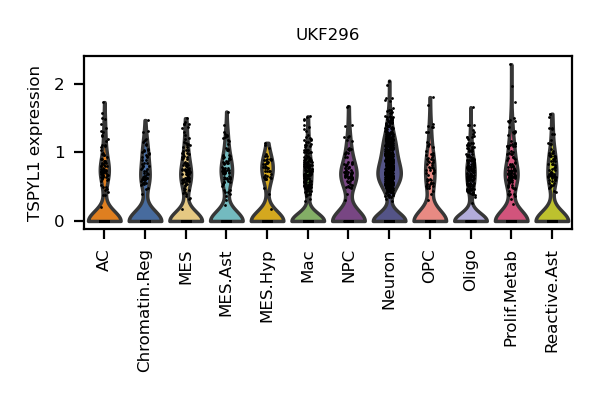 UKF296
TSPYL1 expression
2
1
0
AC
Chromatin.Reg
MES
MES.Ast
MES.Hyp
Mac
NPC
Neuron
OPC
Oligo
Prolif.Metab
Reactive.Ast